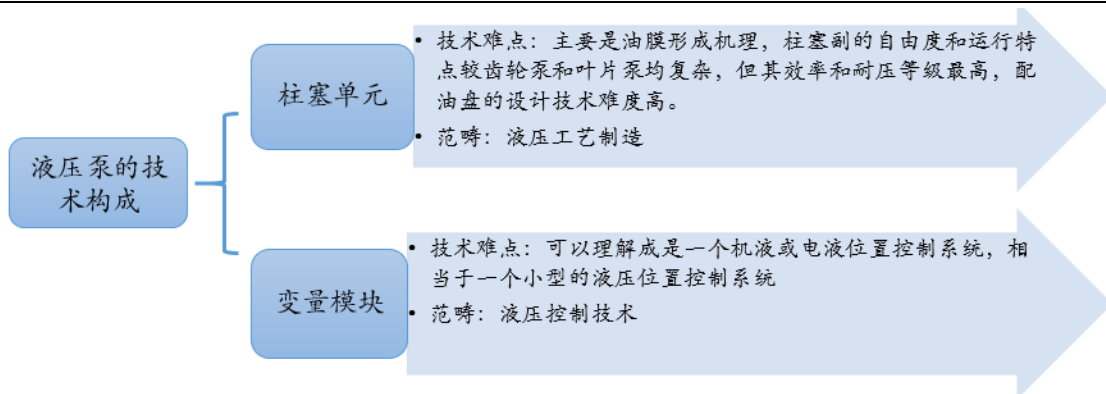 液压泵的技
术构成
柱塞单元
• 技术难点：主要是油膜形成机理，柱塞副的自由度和运行特
点较齿轮泵和叶片泵均复杂，但其效率和耐压等级最高，配
油盘的设计技术难度高。
• 范畴：液压工艺制造
变量模块
• 技术难点：可以理解成是一个机液或电液位置控制系统，相
当于一个小型的液压位置控制系统
• 范畴：液压控制技术